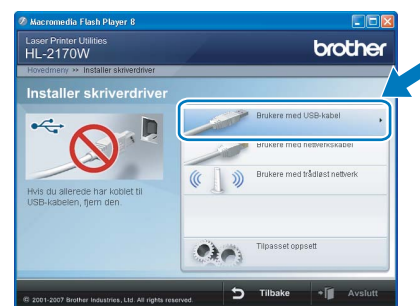 Macromedia Flash Player 8
Laser Printer Utilities
HL-2170W
brother
Hovedmeny >> Installer skriverdriver
Installer skriverdriver
Brukere med USB-kabel
Brukere med nettverkskabel
Brukere med trådløst nettverk
Hvis du allerede har koblet til
USB-kabelen, fjern den.
Tilpasset oppsett
© 2001-2007 Brother Industries, Ltd. All rights reserved.
Tilbake
Avslutt